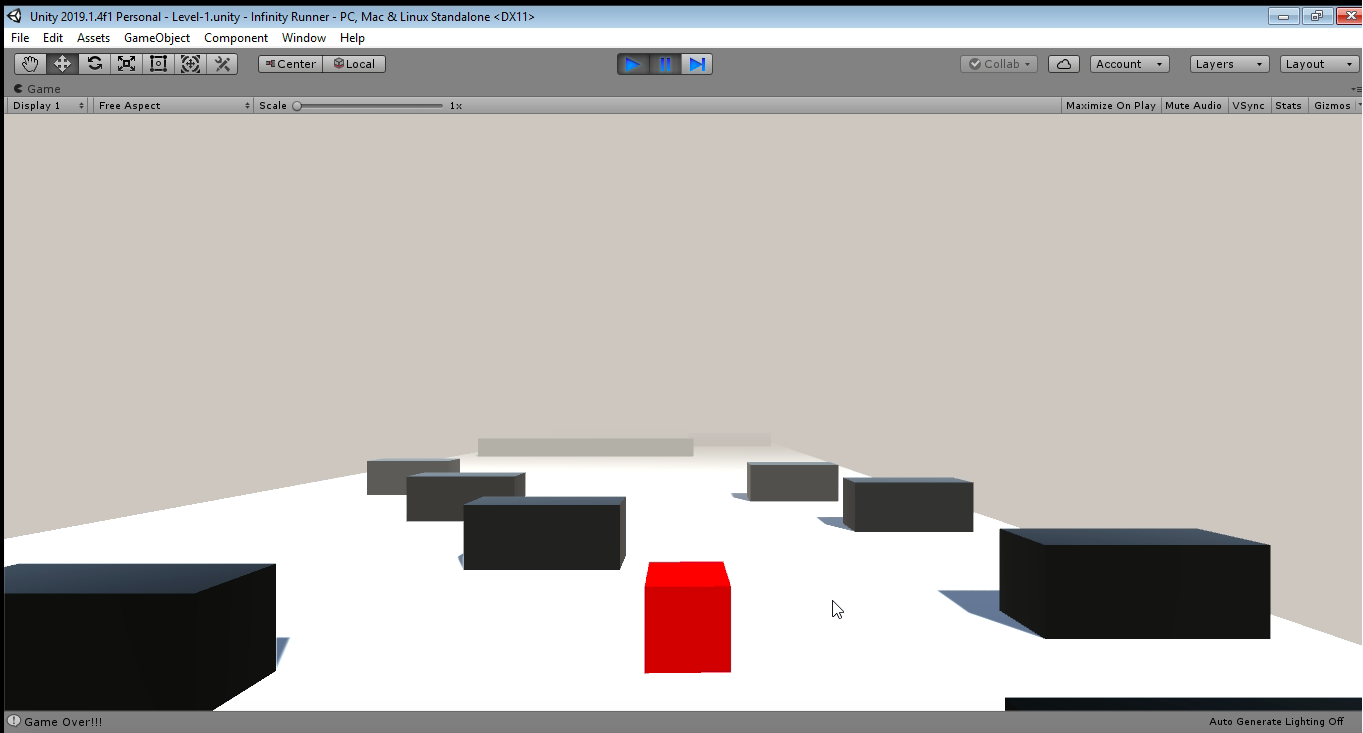 Unity 2019.1.4f1 Personal - Level-1.unity - Infinity Runner - PC, Mac & Linux Standalone <DX11>
File Edit Assets GameObject Component Window Help
Center Local Collab Account Layers Layout
Game
Display 1 Free Aspect Scale 1x Maximize On Play Mute Audio VSync Stats Gizmos
Game Over!!! Auto Generate Lighting Off